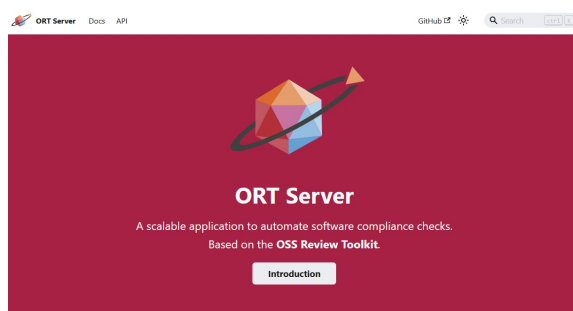 ORT Server Docs API GitHub Search ctrl K
ORT Server
A scalable application to automate software compliance checks.
Based on the OSS Review Toolkit.
Introduction